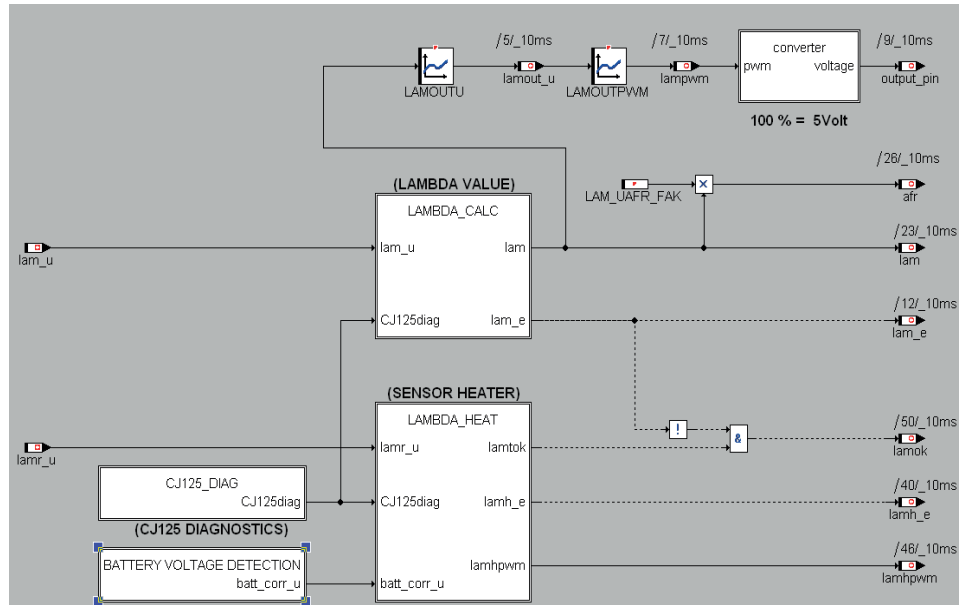 /5/_10ms
/7/_10ms
converter
/9/_10ms
pwm voltage
LAMOUTU
lamout_u
LAMOUTPWM
lampwm
output_pin
100 % = 5Volt
/26/_10ms
(LAMBDA VALUE)
LAM_UAFR_FAK
afr
LAMBDA_CALC
/23/_10ms
lam_u
lam_u lam
lam
/12/_10ms
CJ125diag lam_e
lam_e
(SENSOR HEATER)
LAMBDA_HEAT
!
&
/50/_10ms
lamr_u
lamr_u lamtok
lamok
CJ125_DIAG
/40/_10ms
CJ125diag
CJ125diag lamh_e
lamh_e
(CJ125 DIAGNOSTICS)
/46/_10ms
BATTERY VOLTAGE DETECTION
lamhpwm
lamhpwm
batt_corr_u
batt_corr_u